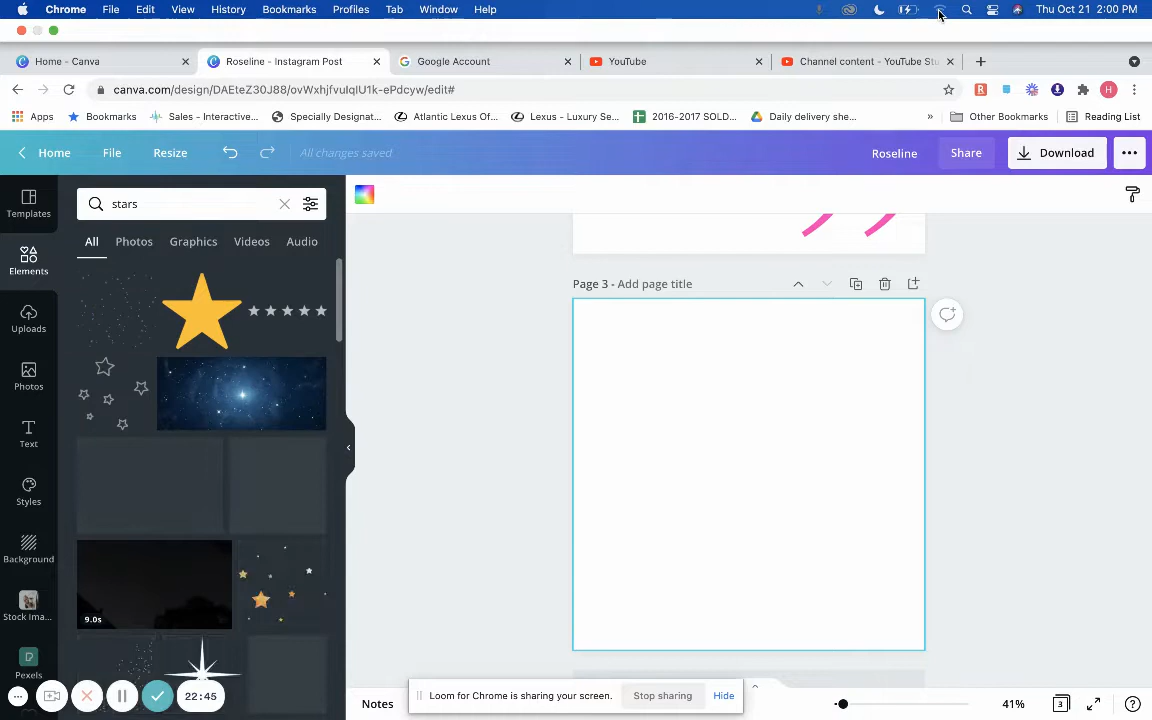 Chrome File Edit View History Bookmarks Profiles Tab Window Help Thu Oct 21 2:00 PM
Home - Canva Roseline - Instagram Post Google Account YouTube Channel content - YouTube Stu
canva.com/design/DAEteZ30J88/ovWxhjfvuIqIU1k-ePdcyw/edit#
Apps Bookmarks Sales - Interactive... Specially Designat... Atlantic Lexus Of... Lexus - Luxury Se... 2016-2017 SOLD... Daily delivery she... » Other Bookmarks Reading List
Home File Resize All changes saved Roseline Share Download
Templates
stars
Elements
All Photos Graphics Videos Audio
Page 3 - Add page title
Uploads
Photos
Text
Styles
Background
9.0s
Stock ima...
Pexels
22:45
Loom for Chrome is sharing your screen. Stop sharing Hide
Notes 41% 3